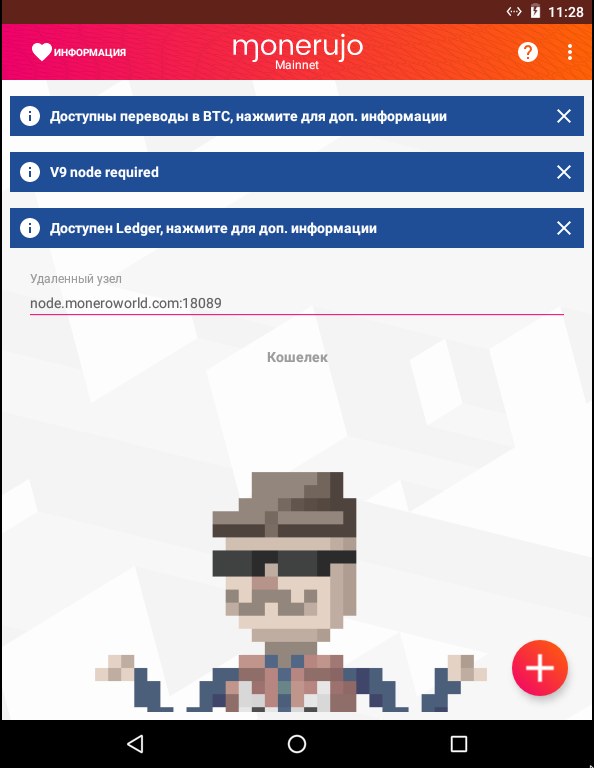 11:28
ИНФОРМАЦИЯ
monerujo
Mainnet
Доступны переводы в BTC, нажмите для доп. информации
V9 node required
Доступен Ledger, нажмите для доп. информации
Удаленный узел
node.moneroworld.com:18089
Кошелек